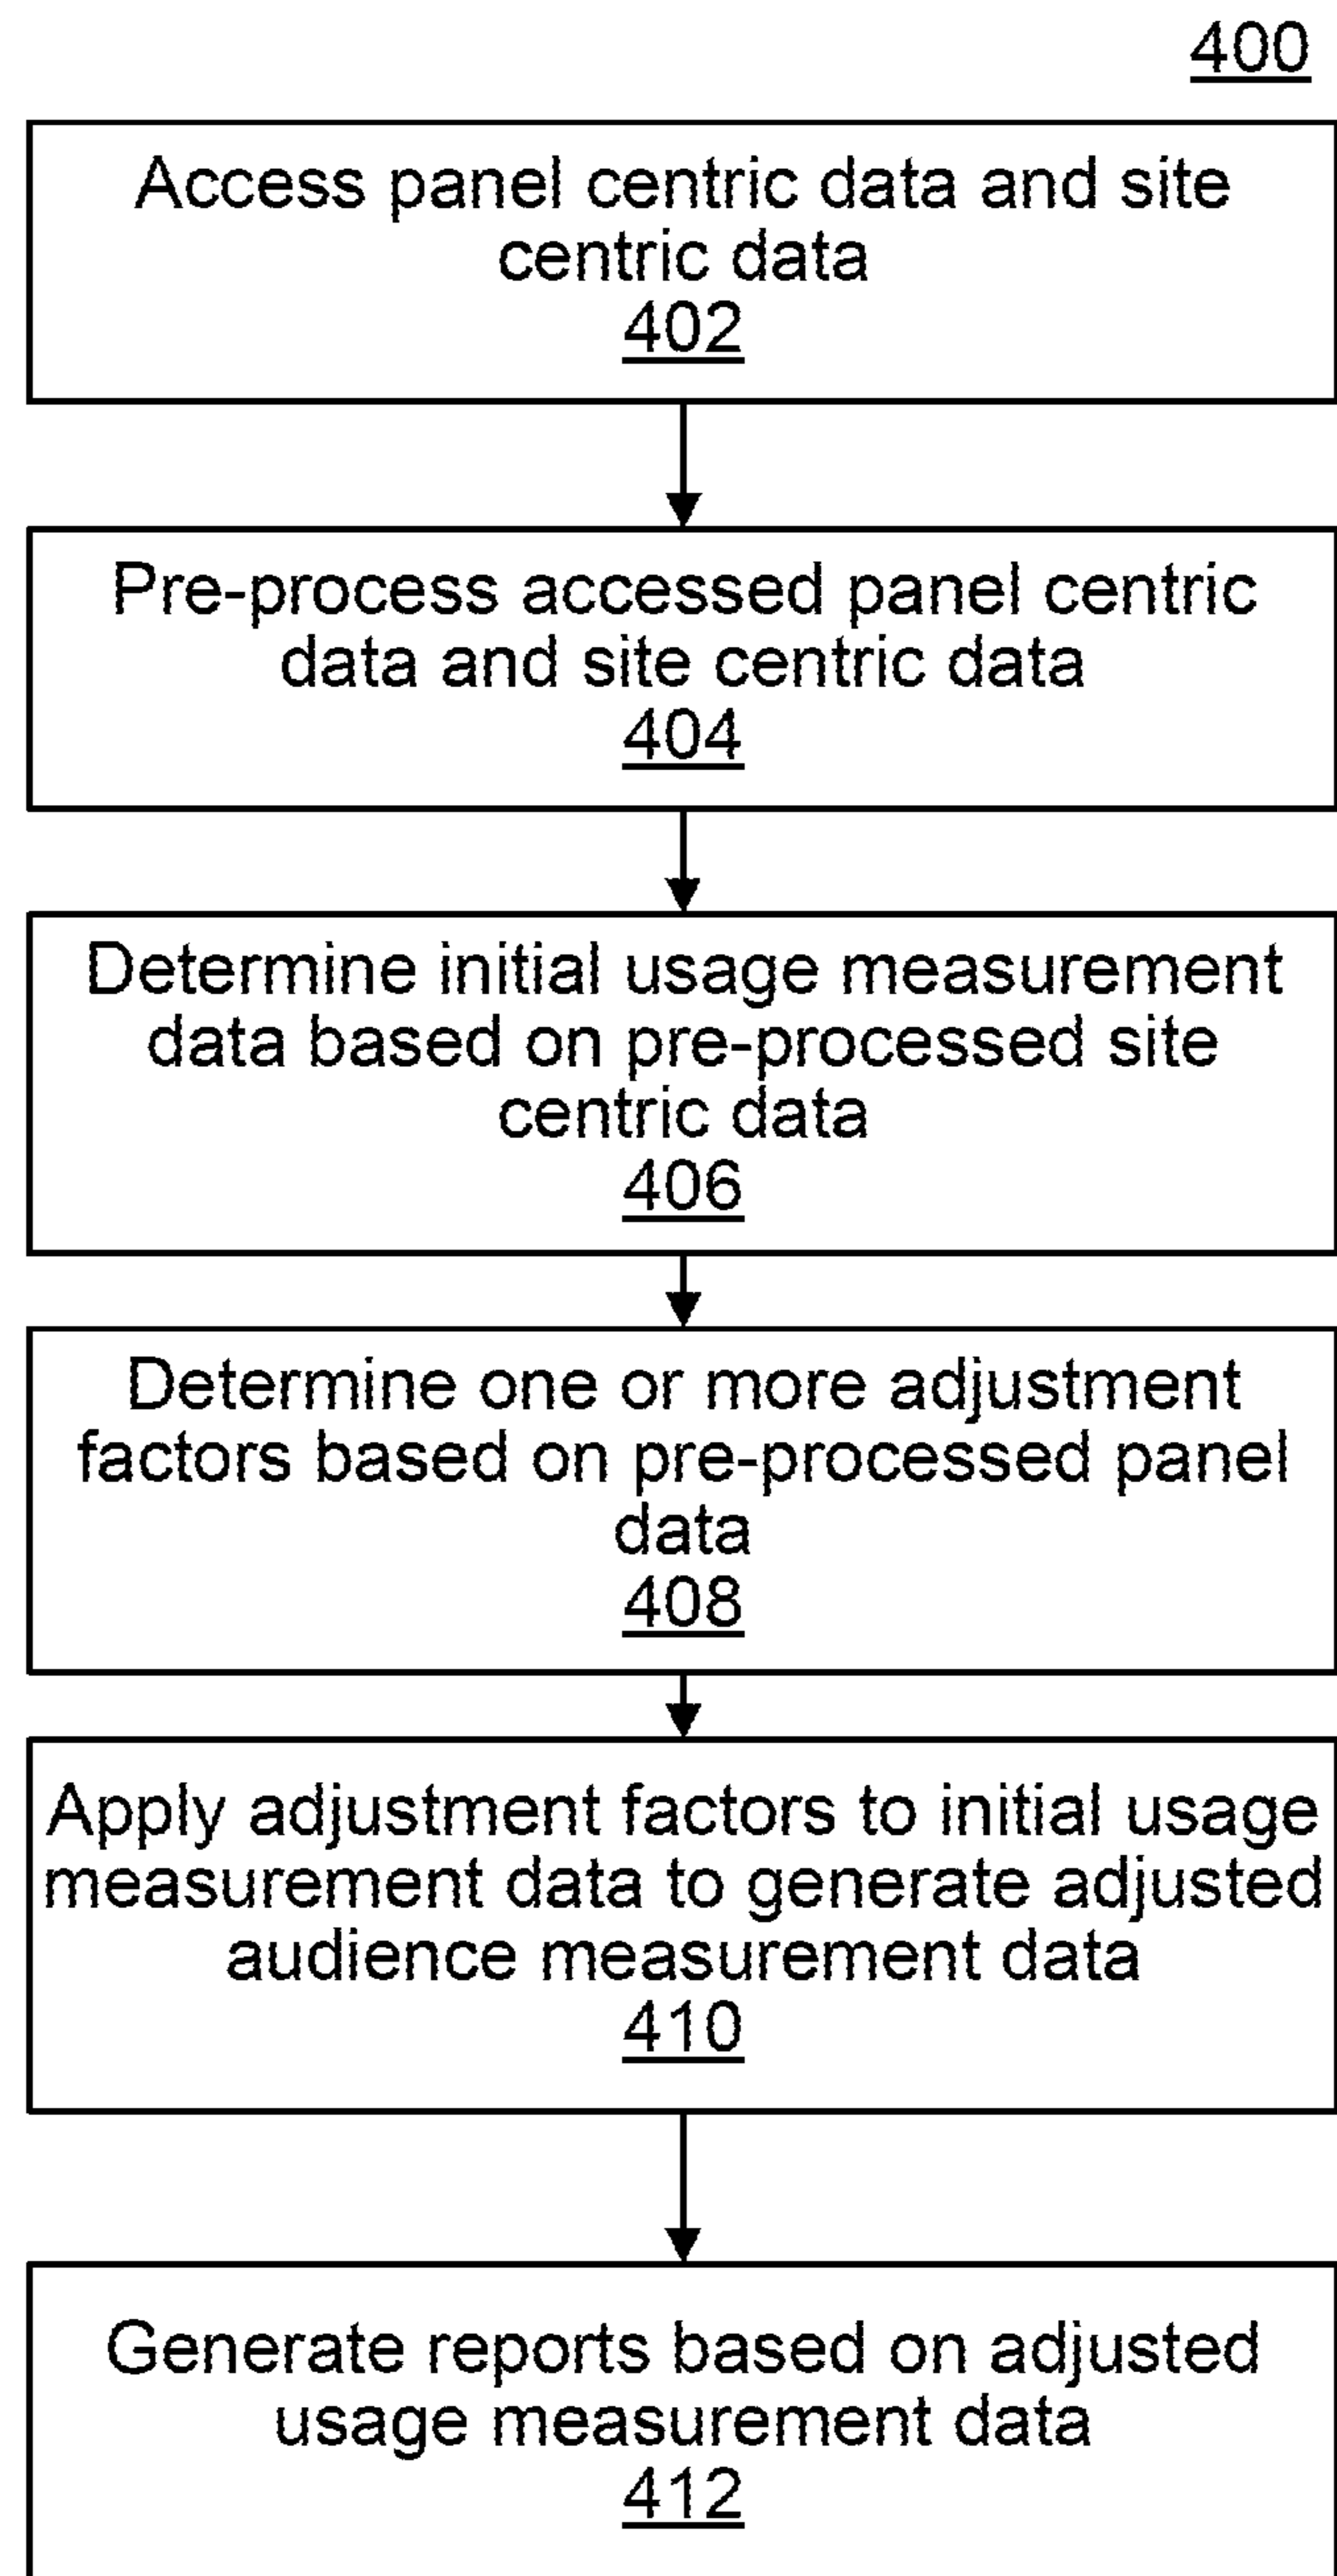 400
Access panel centric data and site
centric data
402
Pre-process accessed panel centric
data and site centric data
404
Determine initial usage measurement
data based on pre-processed site
centric data
406
Determine one or more adjustment
factors based on pre-processed panel
data
408
Apply adjustment factors to initial usage
measurement data to generate adjusted
audience measurement data
410
Generate reports based on adjusted
usage measurement data
412